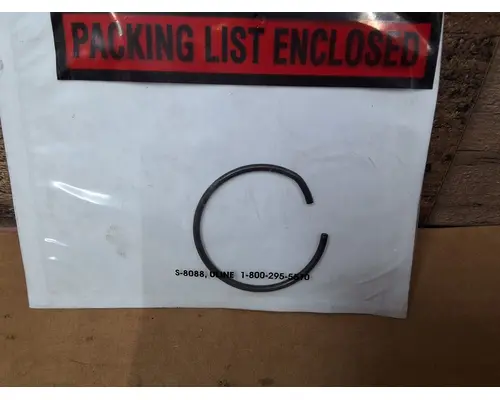 PACKING LIST ENCLOSED
S-8088, ULINE 1-800-295-5510